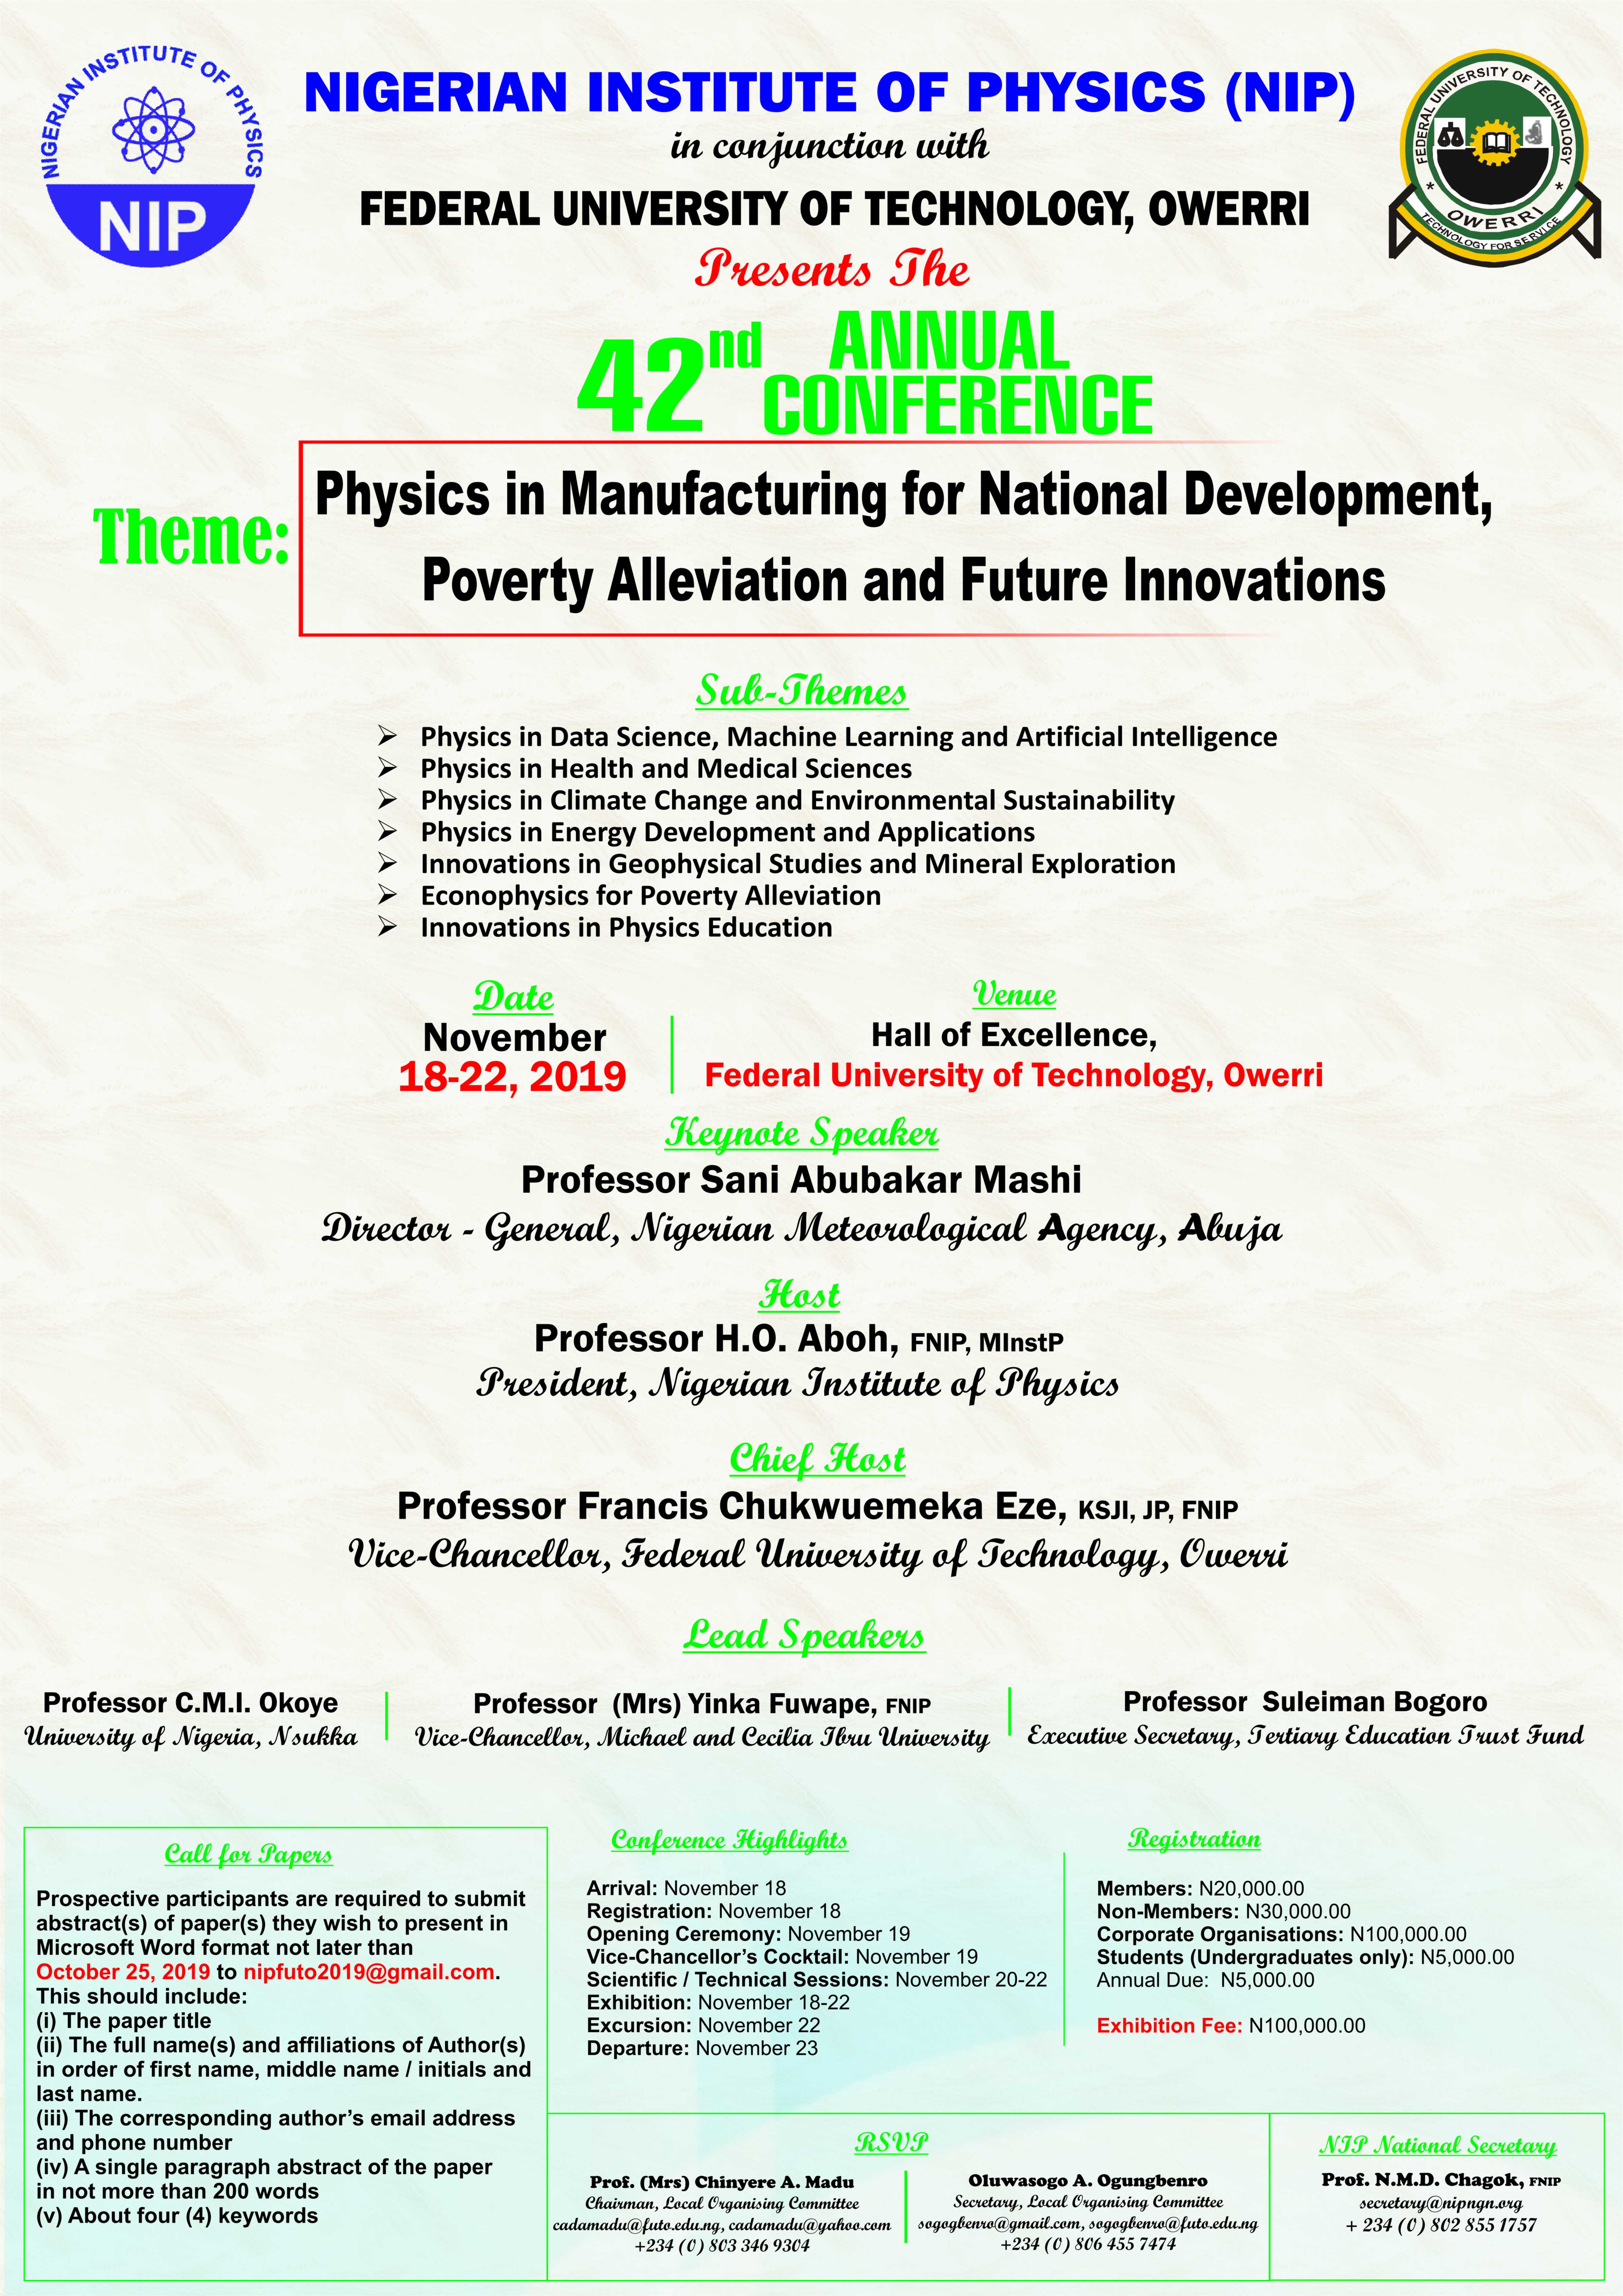 NIGERIAN INSTITUTE OF PHYSICS
NIP
NIGERIAN INSTITUTE OF PHYSICS (NIP)
in conjunction with
FEDERAL UNIVERSITY OF TECHNOLOGY, OWERRI
Presents The
FEDERAL UNIVERSITY OF TECHNOLOGY
* OWERRI *
TECHNOLOGY FOR SERVICE
42nd ANNUAL
CONFERENCE
Theme:
Physics in Manufacturing for National Development,
Poverty Alleviation and Future Innovations
Sub-Themes
➢ Physics in Data Science, Machine Learning and Artificial Intelligence
➢ Physics in Health and Medical Sciences
➢ Physics in Climate Change and Environmental Sustainability
➢ Physics in Energy Development and Applications
➢ Innovations in Geophysical Studies and Mineral Exploration
➢ Econophysics for Poverty Alleviation
➢ Innovations in Physics Education
Date
November
18-22, 2019
Venue
Hall of Excellence,
Federal University of Technology, Owerri
Keynote Speaker
Professor Sani Abubakar Mashi
Director - General, Nigerian Meteorological Agency, Abuja
Host
Professor H.O. Aboh, FNIP, MInstP
President, Nigerian Institute of Physics
Chief Host
Professor Francis Chukwuemeka Eze, KSJI, JP, FNIP
Vice-Chancellor, Federal University of Technology, Owerri
Lead Speakers
Professor C.M.I. Okoye
University of Nigeria, Nsukka
Professor (Mrs) Yinka Fuwape, FNIP
Vice-Chancellor, Michael and Cecilia Ibru University
Professor Suleiman Bogoro
Executive Secretary, Tertiary Education Trust Fund
Call for Papers
Prospective participants are required to submit
abstract(s) of paper(s) they wish to present in
Microsoft Word format not later than
October 25, 2019 to nipfuto2019@gmail.com.
This should include:
(i) The paper title
(ii) The full name(s) and affiliations of Author(s)
in order of first name, middle name / initials and
last name.
(iii) The corresponding author's email address
and phone number
(iv) A single paragraph abstract of the paper
in not more than 200 words
(v) About four (4) keywords
Conference Highlights
Arrival: November 18
Registration: November 18
Opening Ceremony: November 19
Vice-Chancellor's Cocktail: November 19
Scientific / Technical Sessions: November 20-22
Exhibition: November 18-22
Excursion: November 22
Departure: November 23
Registration
Members: N20,000.00
Non-Members: N30,000.00
Corporate Organisations: N100,000.00
Students (Undergraduates only): N5,000.00
Annual Due: N5,000.00
Exhibition Fee: N100,000.00
RSVP
Prof. (Mrs) Chinyere A. Madu
Chairman, Local Organising Committee
cadamadu@futo.edu.ng, cadamadu@yahoo.com
+234 (0) 803 346 9304
Oluwasogo A. Ogungbenro
Secretary, Local Organising Committee
sogogbenro@gmail.com, sogogbenro@futo.edu.ng
+234 (0) 806 455 7474
NIP National Secretary
Prof. N.M.D. Chagok, FNIP
secretary@nipngn.org
+ 234 (0) 802 855 1757